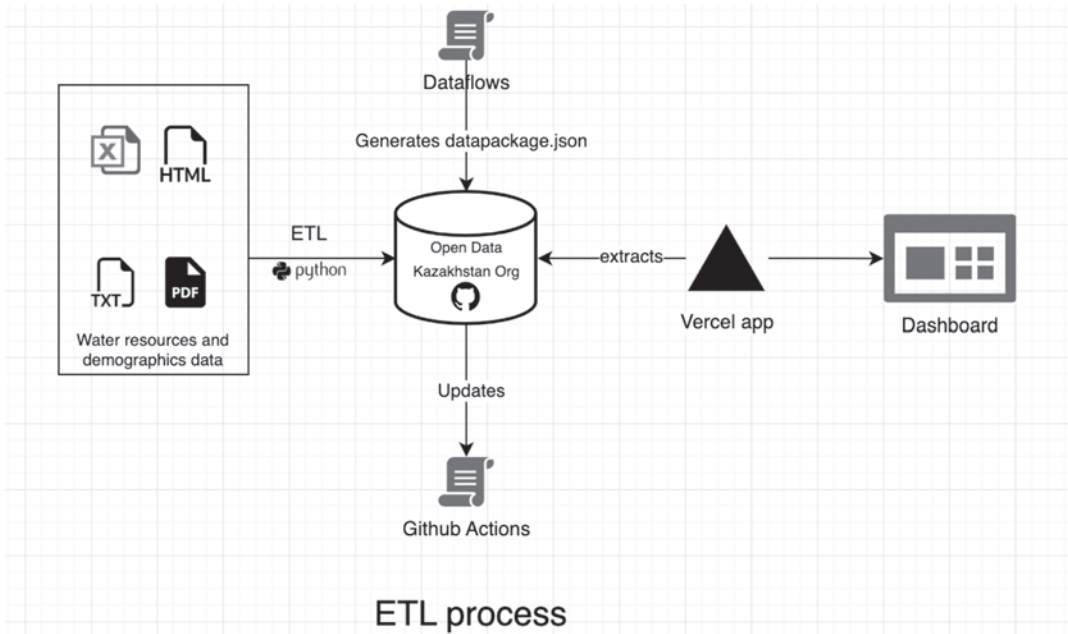 Dataflows
Generates datapackage.json
X
HTML
TXT
PDF
Water resources and
demographics data
ETL
python
Open Data
Kazakhstan Org
extracts
Vercel app
Dashboard
Updates
Github Actions
ETL process